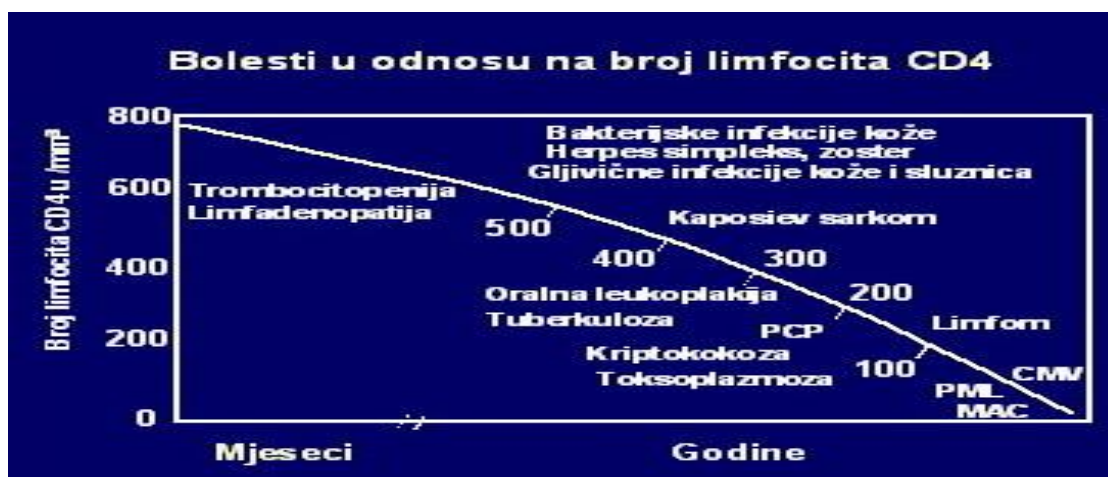 Bolesti u odnosu na broj limfocita CD4
Broj limfocita CD4 u /mm³
800
600
400
200
0
Bakterijske infekcije kože
Herpes simpleks, zoster
Gljivične infekcije kože i sluznica
Trombocitopenija
Limfadenopatija
500
Kaposiev sarkom
400
300
Oralna leukoplakija
200
Tuberkuloza
PCP
Limfom
Kriptokokoza
100
Toksoplazmoza
CMV
PML
MAC
Mjeseci
Godine